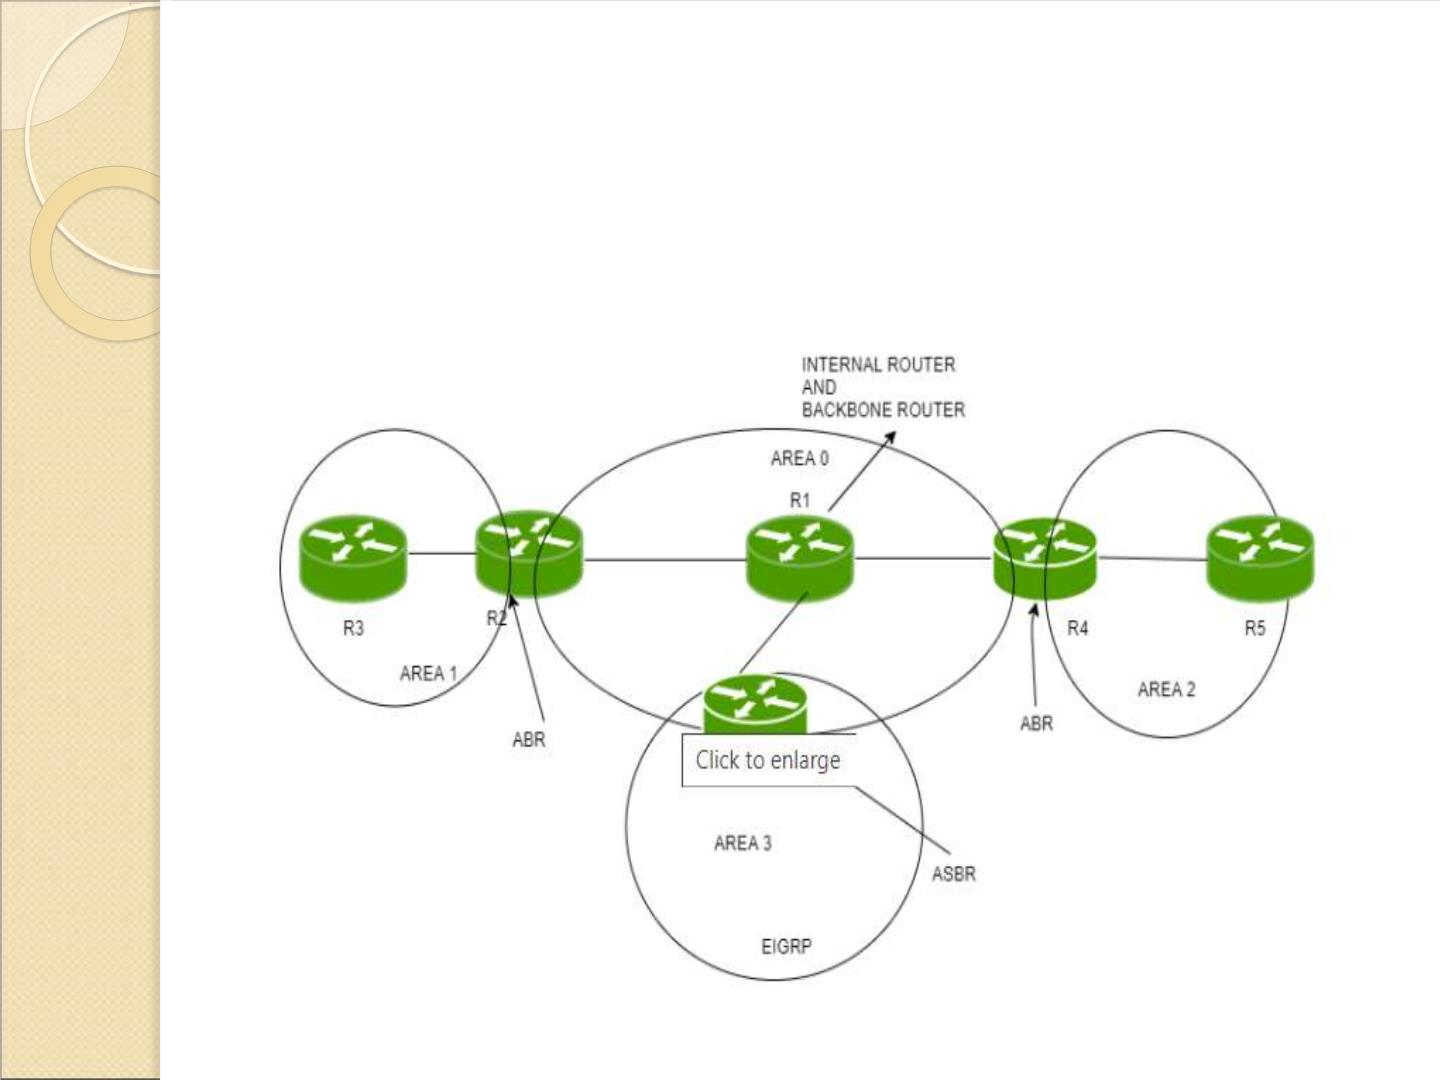 INTERNAL ROUTER
AND
BACKBONE ROUTER
AREA 0
R1
R2
R3
R4
R5
AREA 1
AREA 2
ABR
ABR
Click to enlarge
AREA 3
ASBR
EIGRP